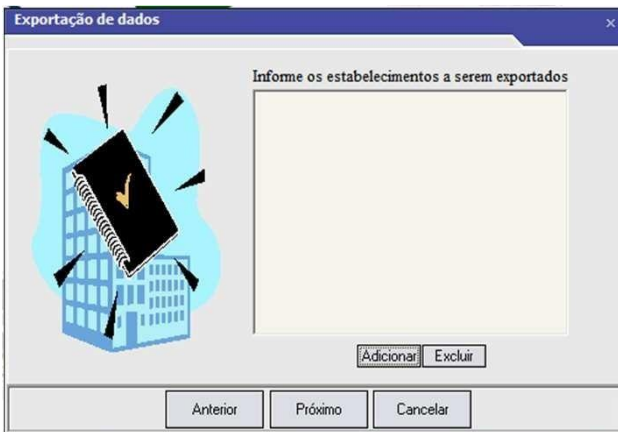 Exportação de dados
Informe os estabelecimentos a serem exportados
Adicionar Excluir
Anterior Próximo Cancelar